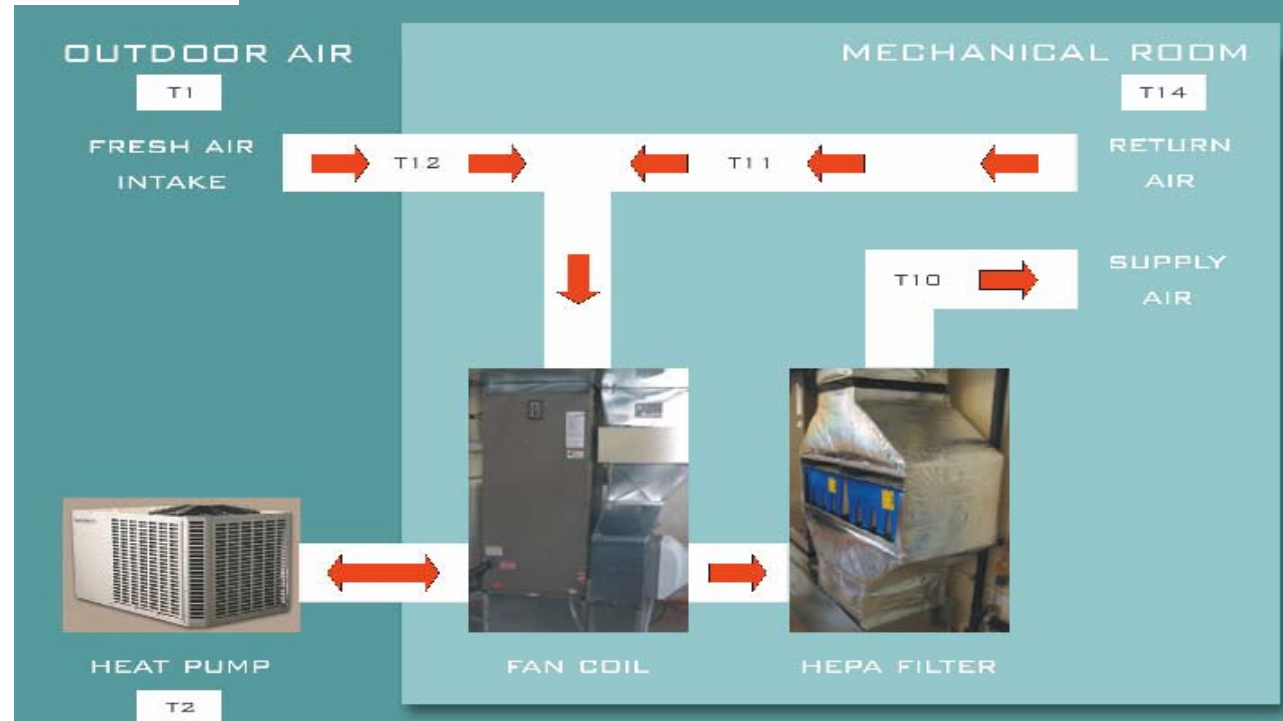 OUTDOOR AIR
T1
MECHANICAL ROOM
T14
FRESH AIR
INTAKE
T12
T11
RETURN
AIR
T10
SUPPLY
AIR
HEAT PUMP
T2
FAN COIL
HEPA FILTER